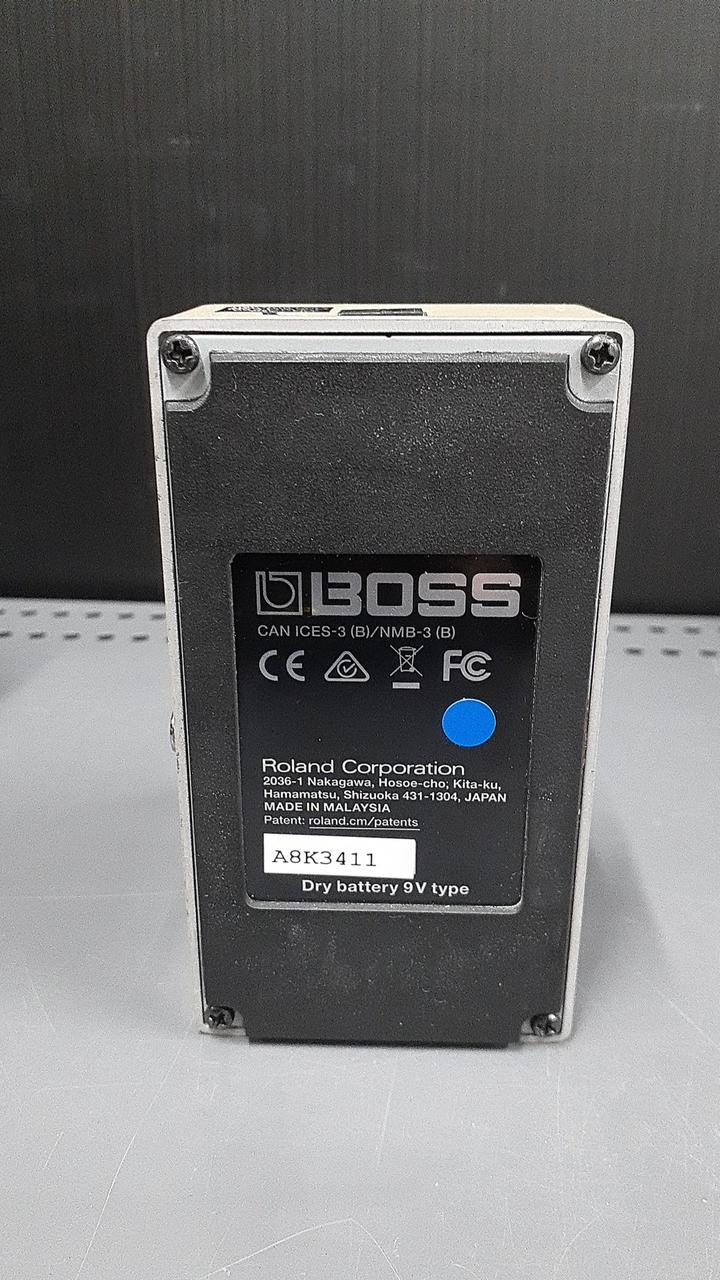 BOSS
CAN ICES-3 (B)/NMB-3 (B)
CE FC
Roland Corporation
2036-1 Nakagawa, Hosoe-cho, Kita-ku,
Hamamatsu, Shizuoka 431-1304, JAPAN
MADE IN MALAYSIA
Patent: roland.cm/patents
A8K3411
Dry battery 9V type